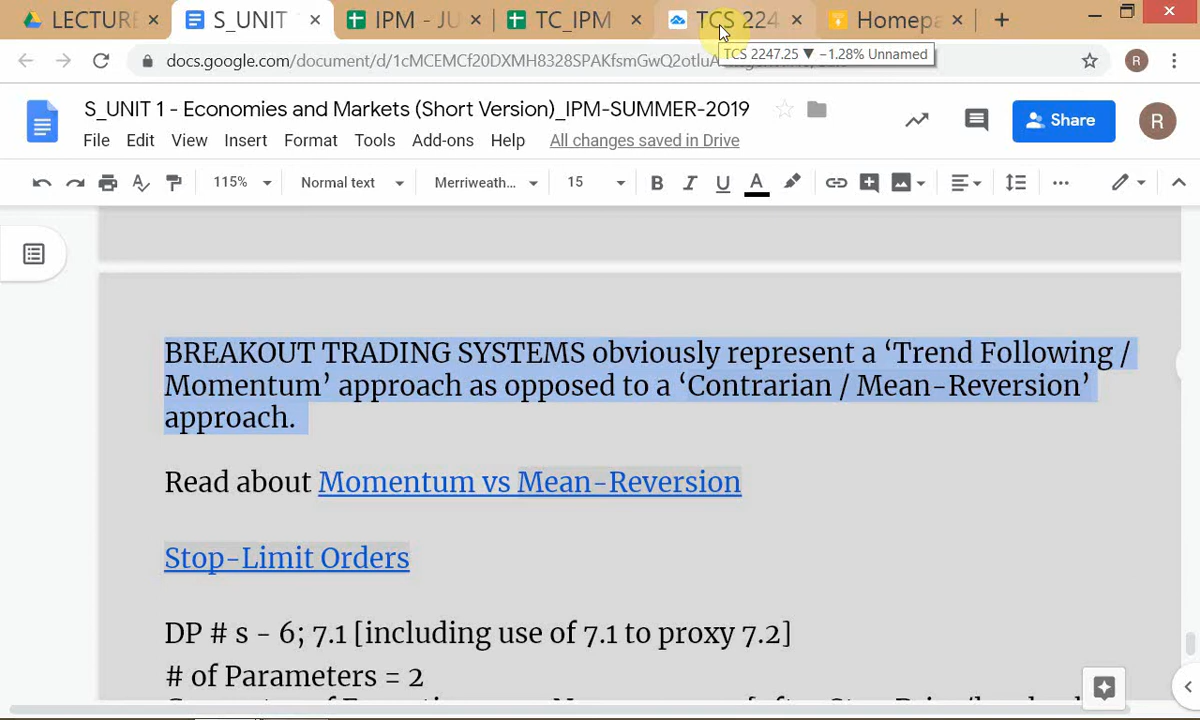 LECTURE
S_UNIT
IPM - JU
TC_IPM
TCS 224
Homepa
TCS 2247.25 ▼ −1.28% Unnamed
docs.google.com/document/d/1cMCEMCf20DXMH8328SPAKfsmGwQ2otluA
R
S_UNIT 1 - Economies and Markets (Short Version)_IPM-SUMMER-2019
File Edit View Insert Format Tools Add-ons Help All changes saved in Drive
Share
R
115% Normal text Merriweath... 15 B I U A
BREAKOUT TRADING SYSTEMS obviously represent a ‘Trend Following /
Momentum’ approach as opposed to a ‘Contrarian / Mean-Reversion’
approach.
Read about Momentum vs Mean-Reversion
Stop-Limit Orders
DP # s - 6; 7.1 [including use of 7.1 to proxy 7.2]
# of Parameters = 2